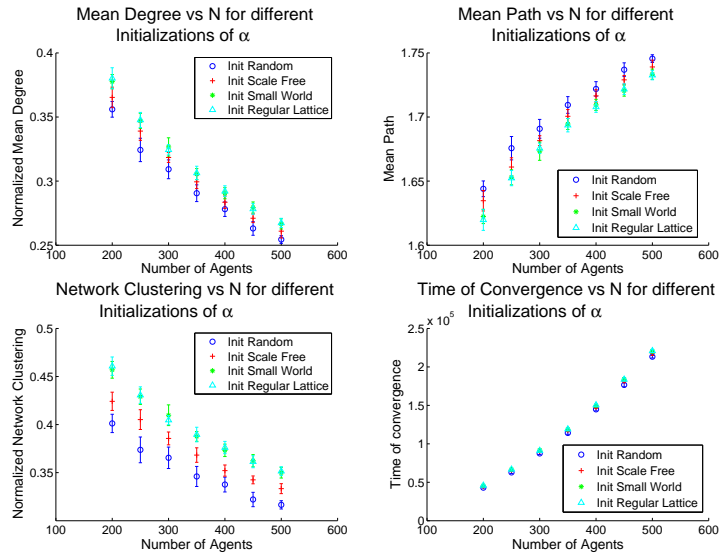 Mean Degree vs N for different
Initializations of α
0.4
0.35
0.3
0.25
100 200 300 400 500 600
Normalized Mean Degree
Number of Agents
Init Random
Init Scale Free
Init Small World
Init Regular Lattice
Mean Path vs N for different
Initializations of α
1.75
1.7
1.65
1.6
100 200 300 400 500 600
Mean Path
Number of Agents
Init Random
Init Scale Free
Init Small World
Init Regular Lattice
Network Clustering vs N for different
Initializations of α
0.5
0.45
0.4
0.35
100 200 300 400 500 600
Normalized Network Clustering
Number of Agents
Init Random
Init Scale Free
Init Small World
Init Regular Lattice
Time of Convergence vs N for different
Initializations of α
x 10^5
2.5
2
1.5
1
0.5
0
100 200 300 400 500 600
Time of convergence
Number of Agents
Init Random
Init Scale Free
Init Small World
Init Regular Lattice